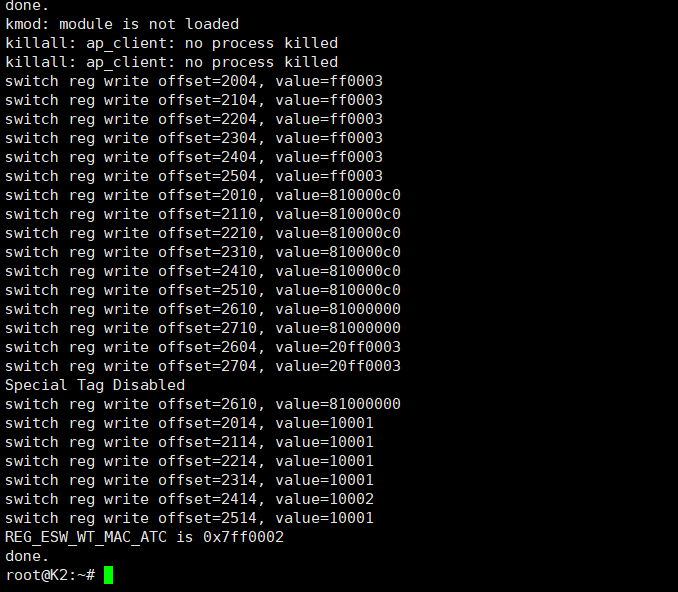 done.
kmod: module is not loaded
killall: ap_client: no process killed
killall: ap_client: no process killed
switch reg write offset=2004, value=ff0003
switch reg write offset=2104, value=ff0003
switch reg write offset=2204, value=ff0003
switch reg write offset=2304, value=ff0003
switch reg write offset=2404, value=ff0003
switch reg write offset=2504, value=ff0003
switch reg write offset=2010, value=810000c0
switch reg write offset=2110, value=810000c0
switch reg write offset=2210, value=810000c0
switch reg write offset=2310, value=810000c0
switch reg write offset=2410, value=810000c0
switch reg write offset=2510, value=810000c0
switch reg write offset=2610, value=81000000
switch reg write offset=2710, value=81000000
switch reg write offset=2604, value=20ff0003
switch reg write offset=2704, value=20ff0003
Special Tag Disabled
switch reg write offset=2610, value=81000000
switch reg write offset=2014, value=10001
switch reg write offset=2114, value=10001
switch reg write offset=2214, value=10001
switch reg write offset=2314, value=10001
switch reg write offset=2414, value=10002
switch reg write offset=2514, value=10001
REG_ESW_WT_MAC_ATC is 0x7ff0002
done.
root@K2:~#